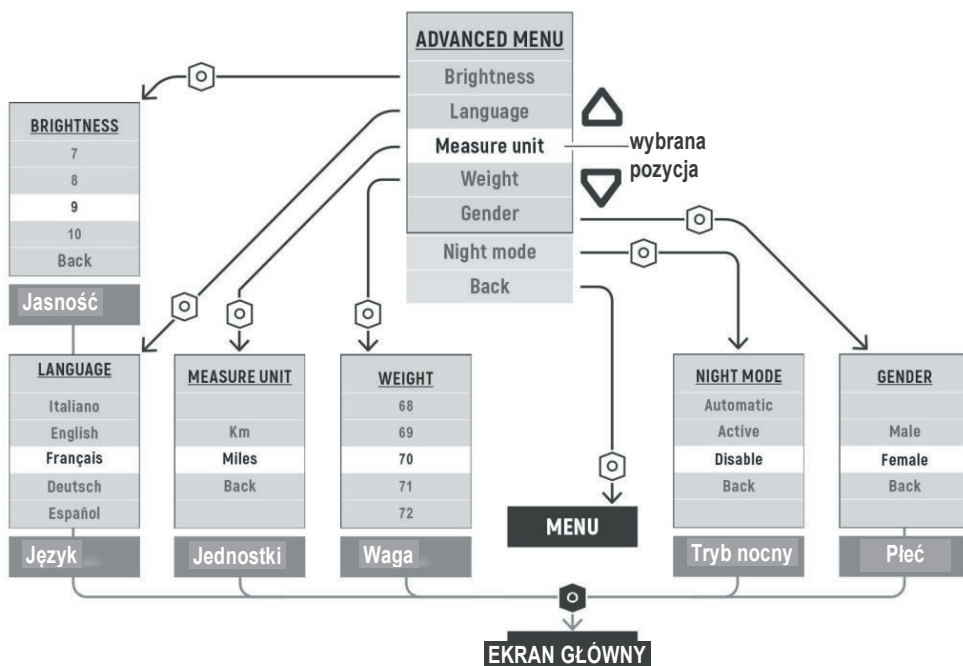 ADVANCED MENU
Brightness
Language
Measure unit
Weight
Gender
Night mode
Back
wybrana
pozycja
BRIGHTNESS
7
8
9
10
Back
Jasność
LANGUAGE
Italiano
English
Français
Deutsch
Español
Język
MEASURE UNIT
Km
Miles
Back
Jednostki
WEIGHT
68
69
70
71
72
Waga
MENU
NIGHT MODE
Automatic
Active
Disable
Back
Tryb nocny
GENDER
Male
Female
Back
Płeć
EKRAN GŁÓWNY